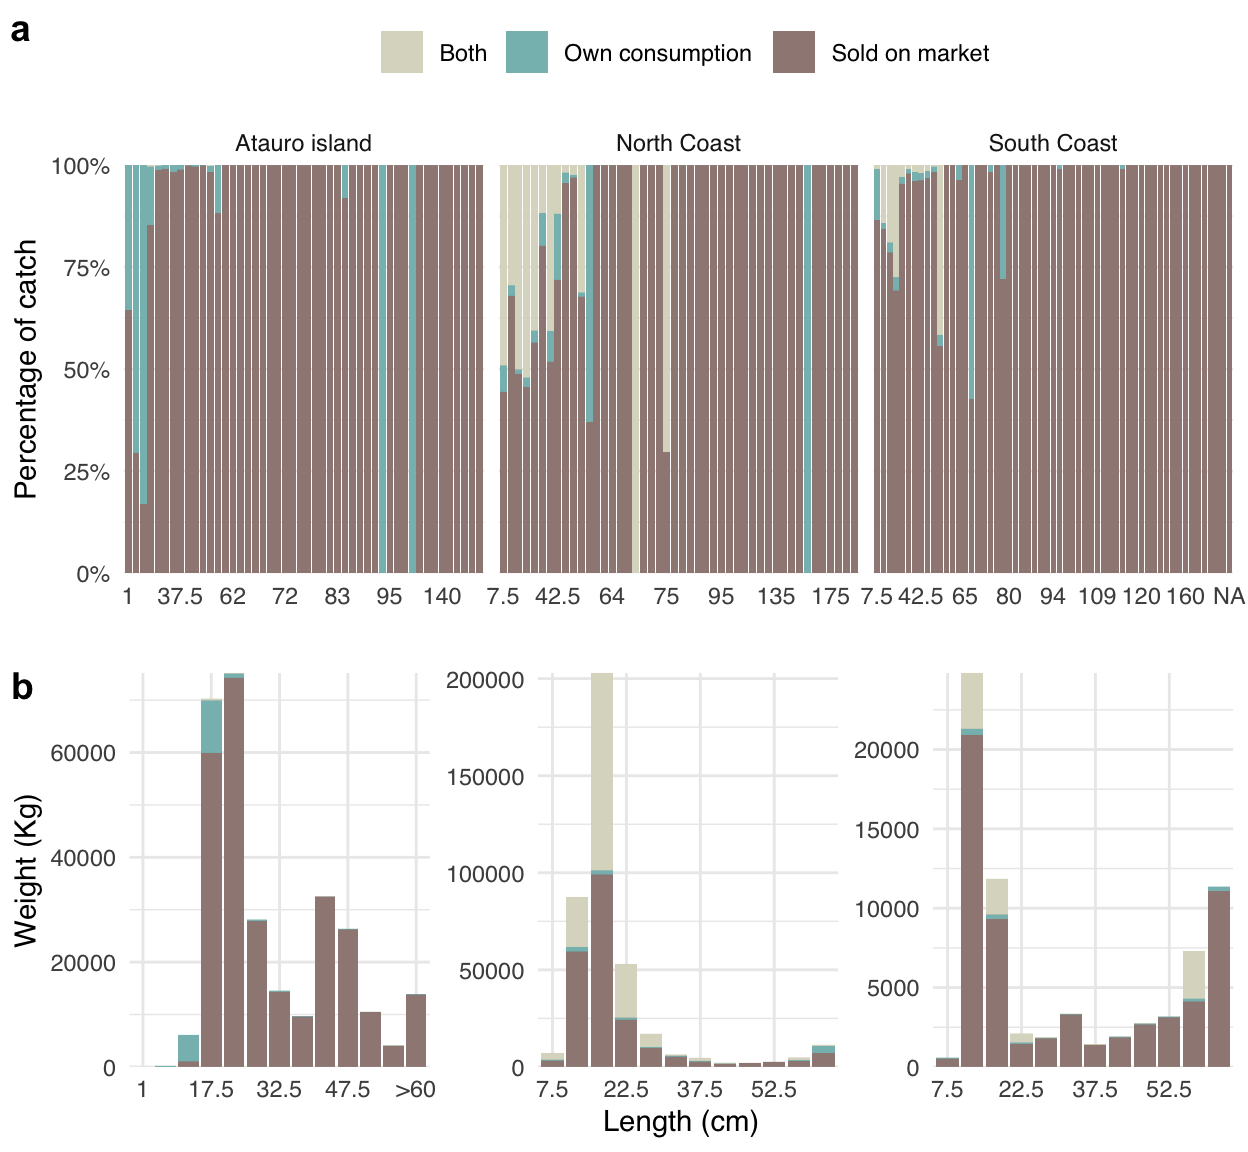 a
Both Own consumption Sold on market
Atauro island North Coast South Coast
Percentage of catch
100%
75%
50%
25%
0%
1 37.5 62 72 83 95 140 7.5 42.5 64 75 95 135 175 7.5 42.5 65 80 94 109 120 160 NA
b
Weight (Kg)
60000
40000
20000
0
200000
150000
100000
50000
0
20000
15000
10000
5000
0
1 17.5 32.5 47.5 >60 7.5 22.5 37.5 52.5 7.5 22.5 37.5 52.5
Length (cm)